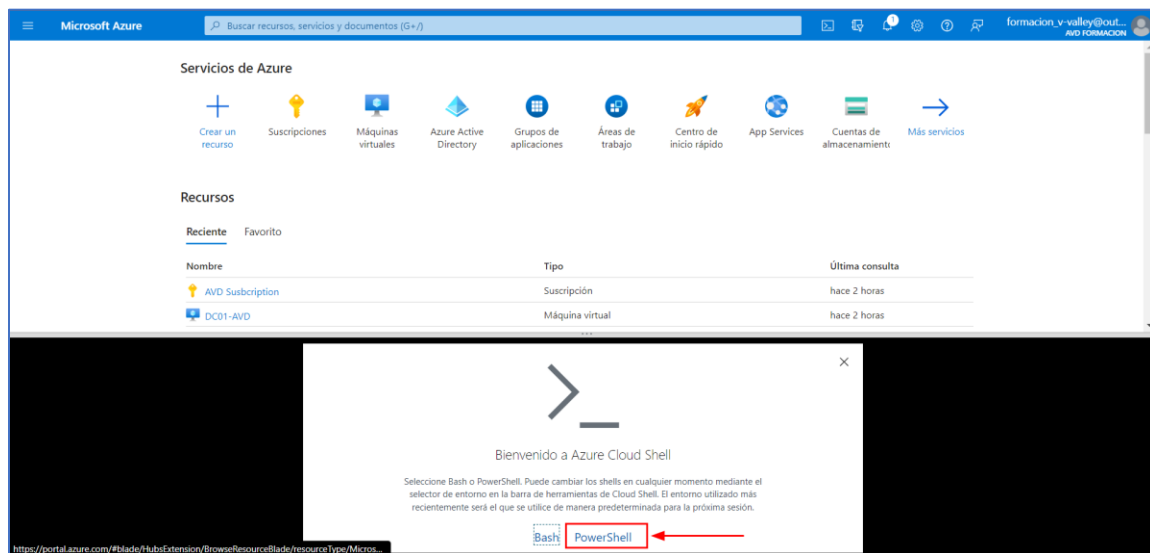 Microsoft Azure
Buscar recursos, servicios y documentos (G+/)
1
formacion_v-valley@out...
AVD FORMACION
Servicios de Azure
Crear un recurso
Suscripciones
Máquinas virtuales
Azure Active Directory
Grupos de aplicaciones
Áreas de trabajo
Centro de inicio rápido
App Services
Cuentas de almacenamiento
Más servicios
Recursos
Reciente Favorito
Nombre Tipo Última consulta
AVD Susbcription Suscripción hace 2 horas
DC01-AVD Máquina virtual hace 2 horas
Bienvenido a Azure Cloud Shell
Seleccione Bash o PowerShell. Puede cambiar los shells en cualquier momento mediante el
selector de entorno en la barra de herramientas de Cloud Shell. El entorno utilizado más
recientemente será el que se utilice de manera predeterminada para la próxima sesión.
Bash PowerShell
https://portal.azure.com/#blade/HubsExtension/BrowseResourceBlade/resourceType/Micros...